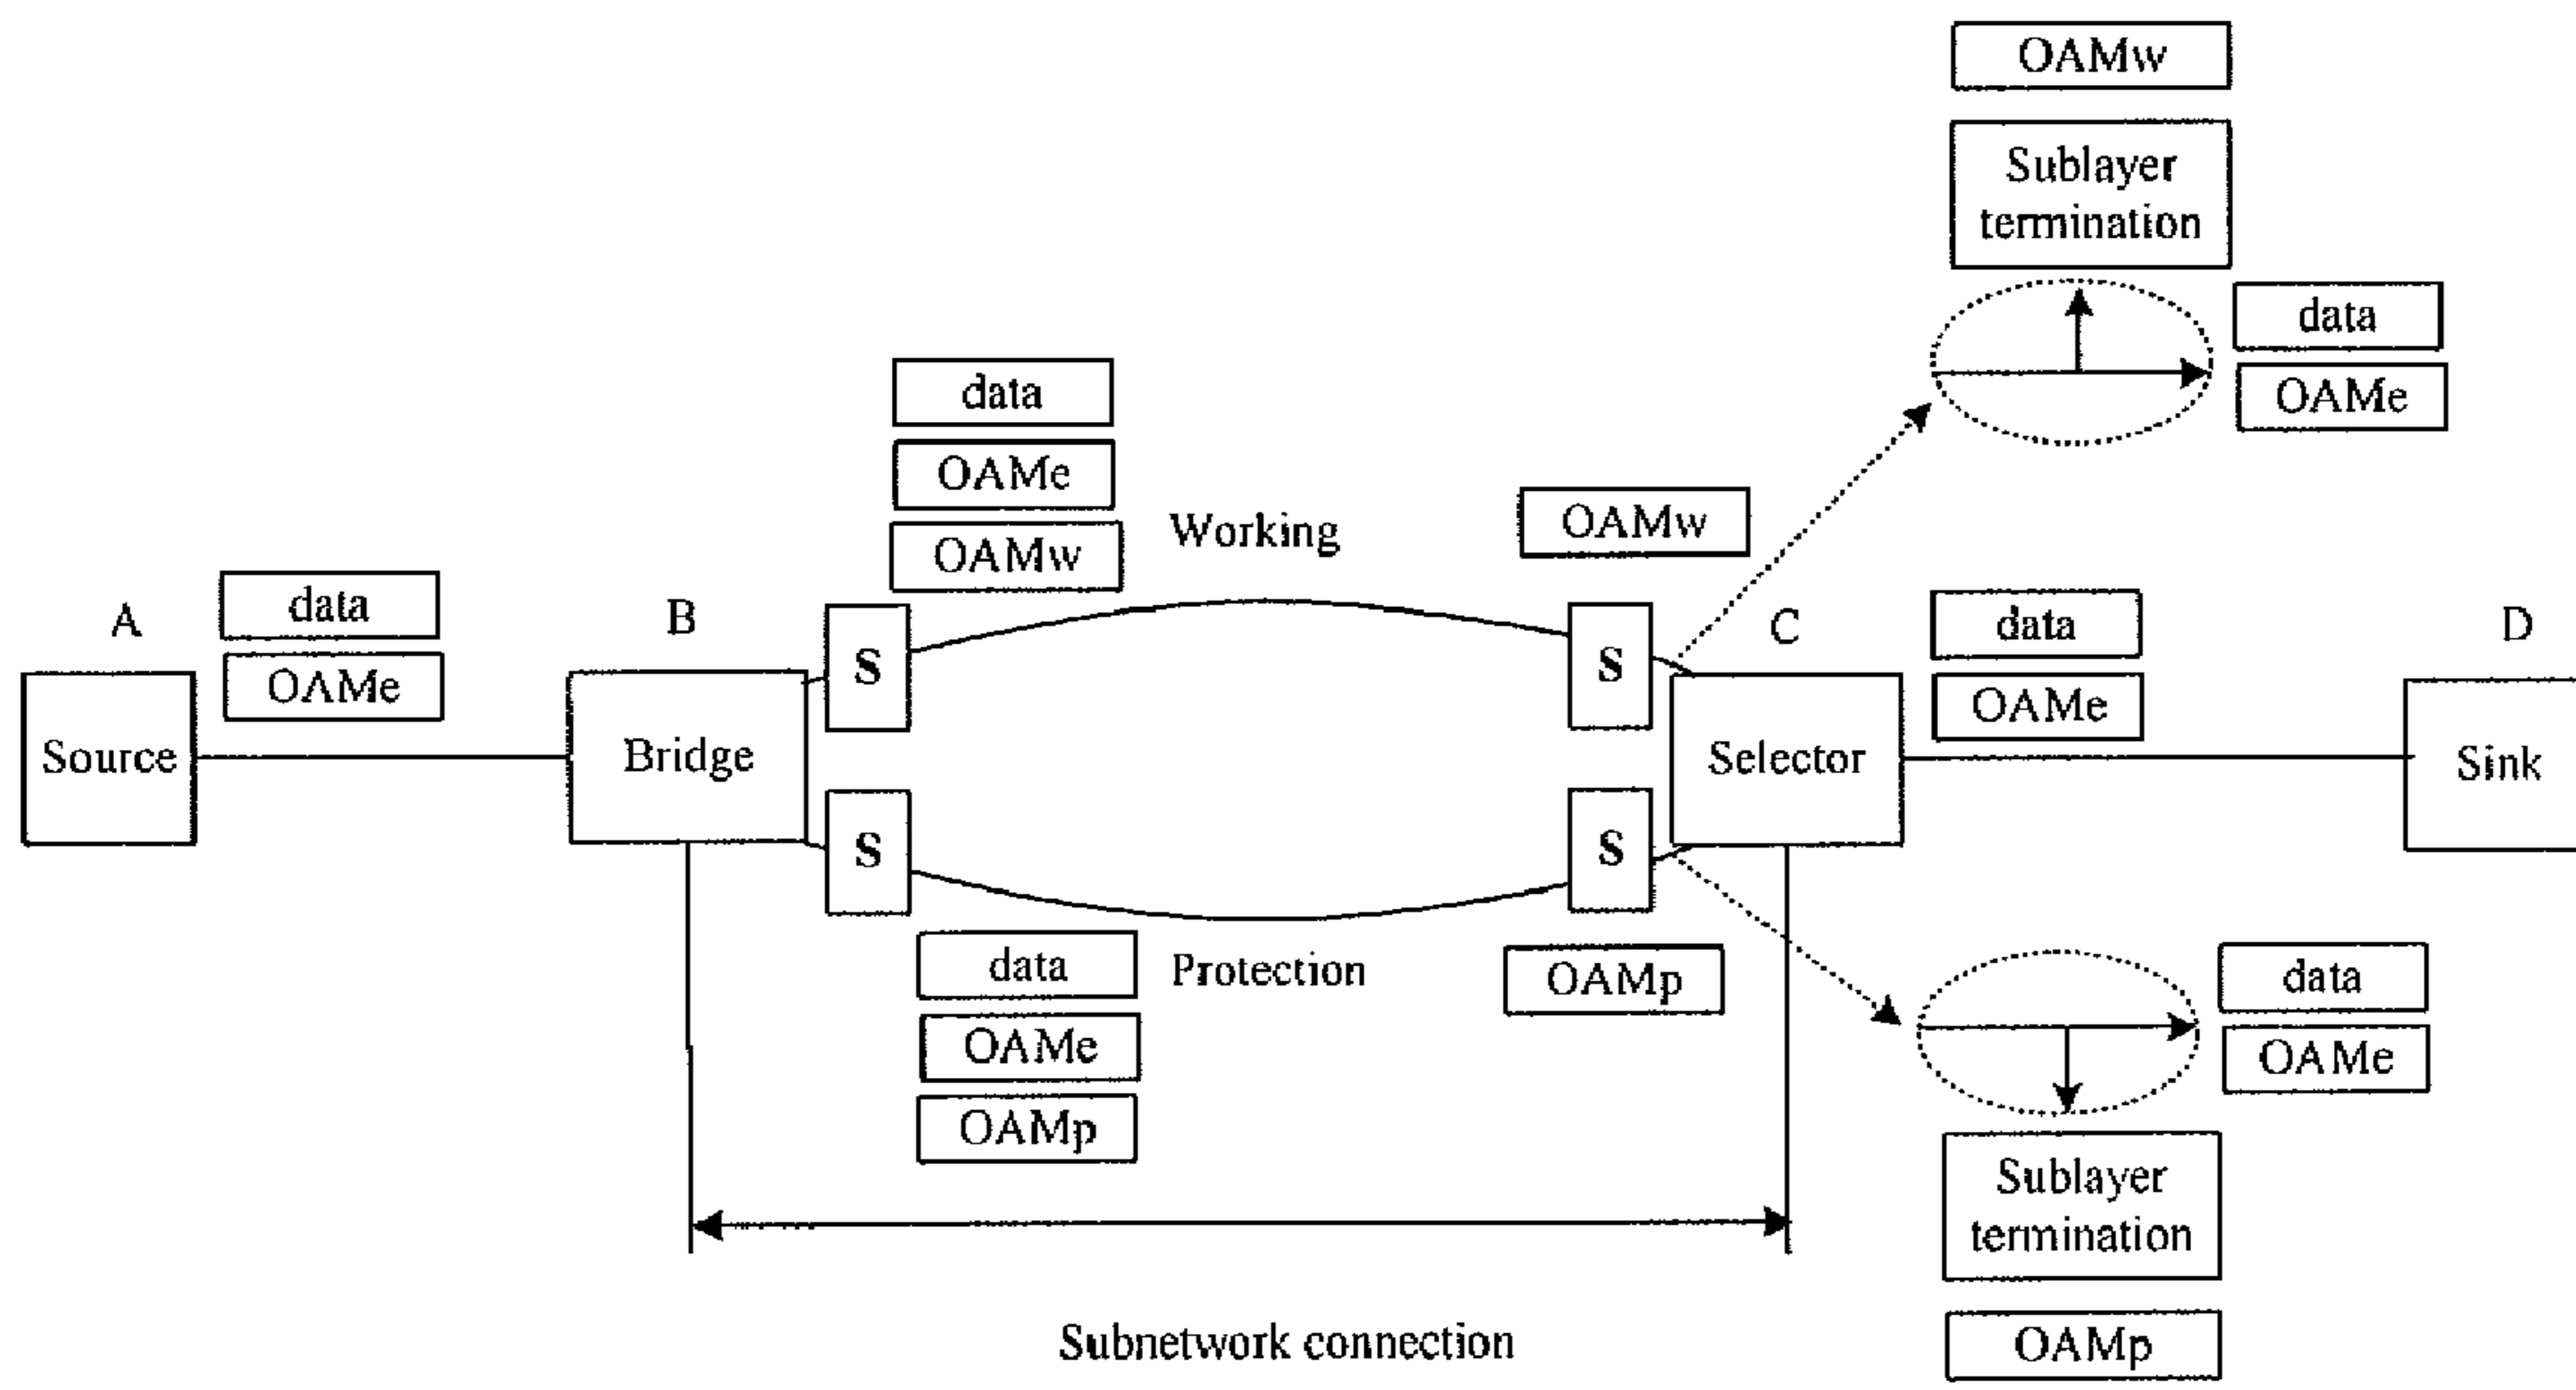 OAMw
Sublayer
termination
data
OAMe
data
OAMe
OAMw
Working
OAMw
A
data
OAMe
B
S
S
C
data
OAMe
D
Source
Bridge
Selector
Sink
S
S
data
OAMe
OAMp
Protection
OAMp
data
OAMe
Sublayer
termination
OAMp
Subnetwork connection